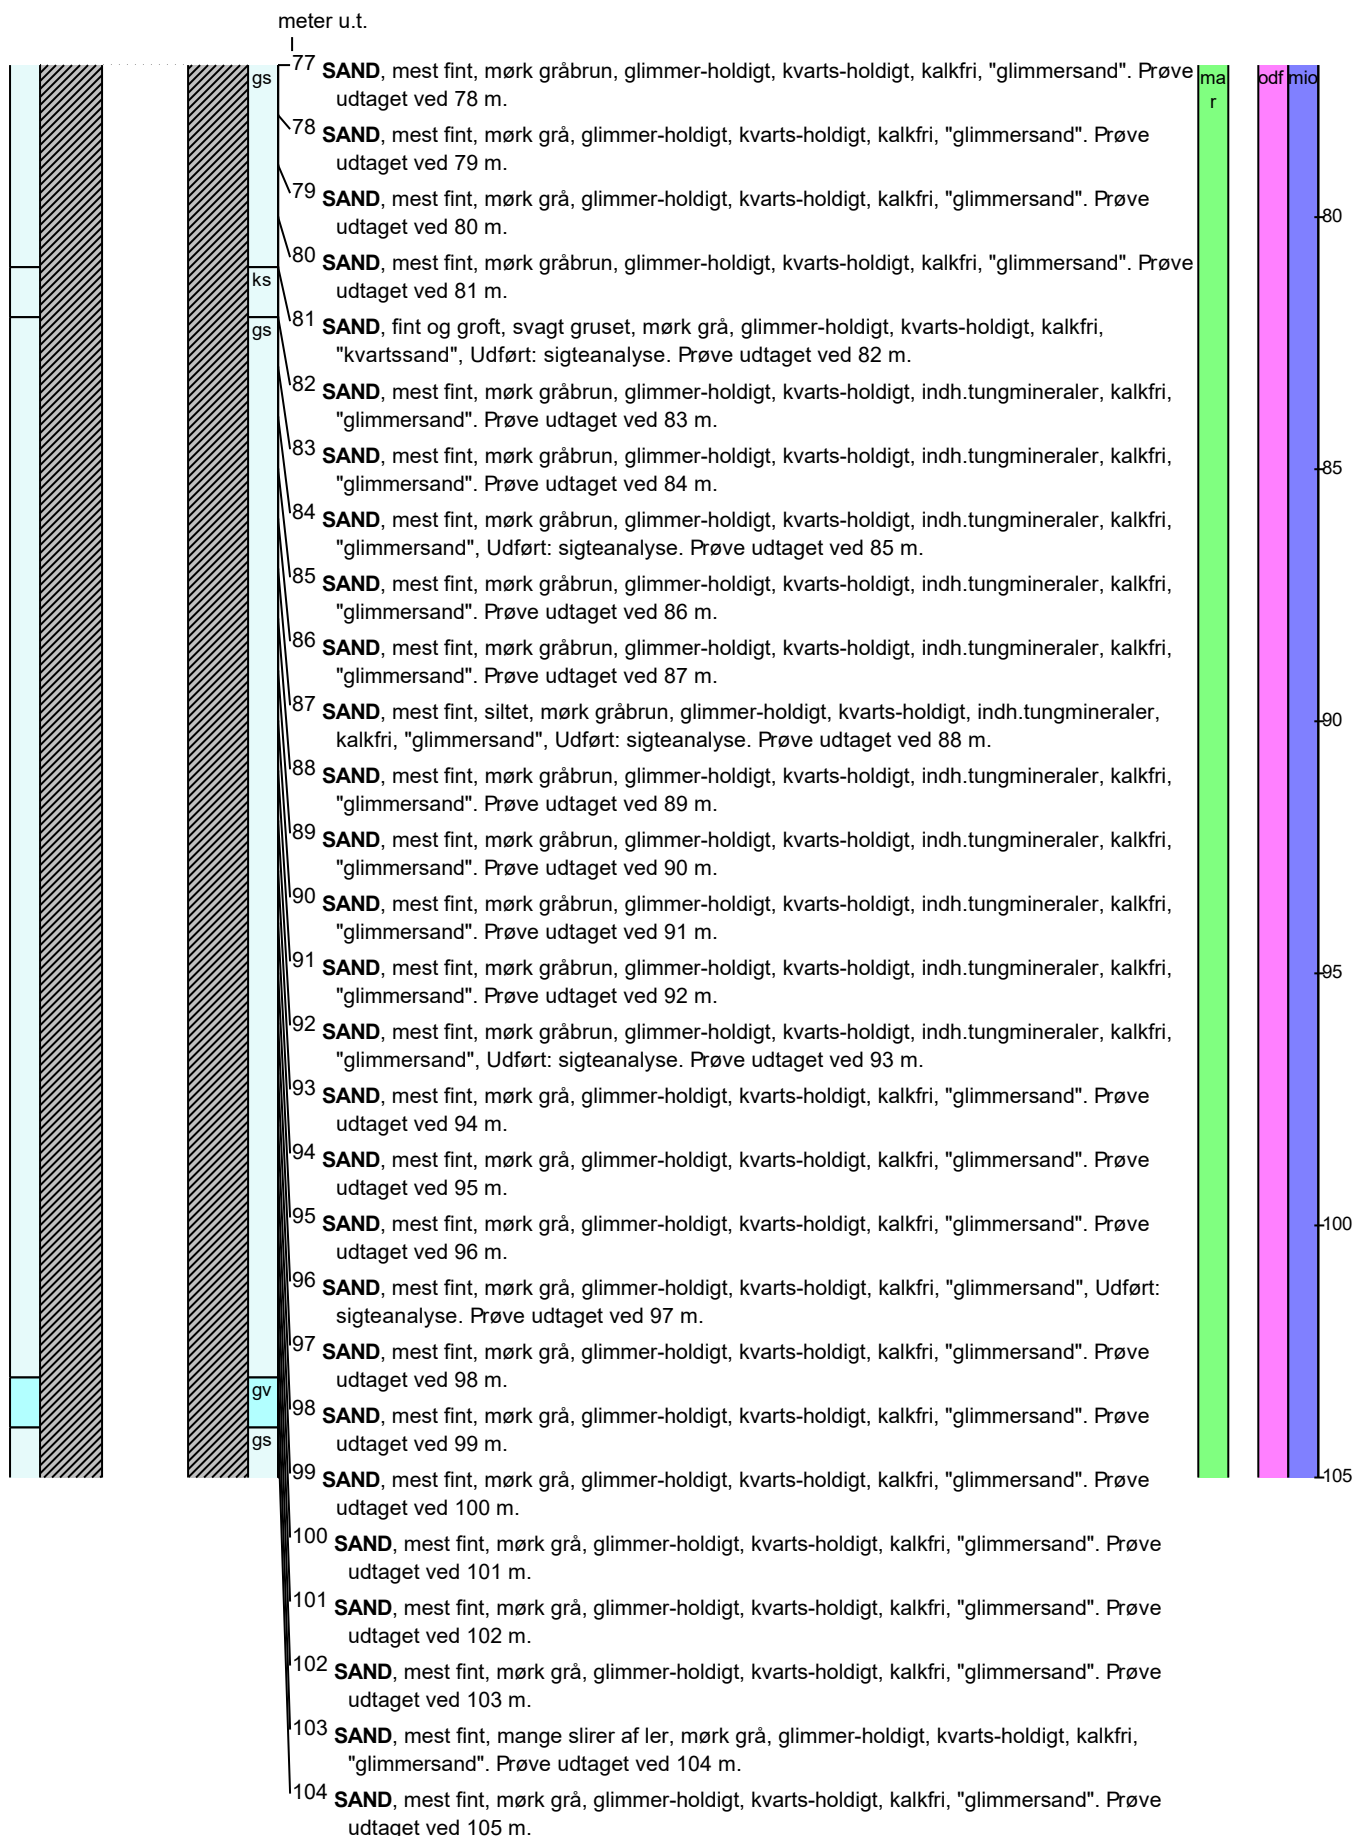 meter u.t.
77 SAND, mest fint, mørk gråbrun, glimmer-holdigt, kvarts-holdigt, kalkfri, "glimmersand". Prøve
udtaget ved 78 m.
78 SAND, mest fint, mørk grå, glimmer-holdigt, kvarts-holdigt, kalkfri, "glimmersand". Prøve
udtaget ved 79 m.
79 SAND, mest fint, mørk grå, glimmer-holdigt, kvarts-holdigt, kalkfri, "glimmersand". Prøve
udtaget ved 80 m.
80 SAND, mest fint, mørk gråbrun, glimmer-holdigt, kvarts-holdigt, kalkfri, "glimmersand". Prøve
udtaget ved 81 m.
81 SAND, fint og groft, svagt gruset, mørk grå, glimmer-holdigt, kvarts-holdigt, kalkfri,
"kvartssand", Udført: sigteanalyse. Prøve udtaget ved 82 m.
82 SAND, mest fint, mørk gråbrun, glimmer-holdigt, kvarts-holdigt, indh.tungmineraler, kalkfri,
"glimmersand". Prøve udtaget ved 83 m.
83 SAND, mest fint, mørk gråbrun, glimmer-holdigt, kvarts-holdigt, indh.tungmineraler, kalkfri,
"glimmersand". Prøve udtaget ved 84 m.
84 SAND, mest fint, mørk gråbrun, glimmer-holdigt, kvarts-holdigt, indh.tungmineraler, kalkfri,
"glimmersand", Udført: sigteanalyse. Prøve udtaget ved 85 m.
85 SAND, mest fint, mørk gråbrun, glimmer-holdigt, kvarts-holdigt, indh.tungmineraler, kalkfri,
"glimmersand". Prøve udtaget ved 86 m.
86 SAND, mest fint, mørk gråbrun, glimmer-holdigt, kvarts-holdigt, indh.tungmineraler, kalkfri,
"glimmersand". Prøve udtaget ved 87 m.
87 SAND, mest fint, siltet, mørk gråbrun, glimmer-holdigt, kvarts-holdigt, indh.tungmineraler,
kalkfri, "glimmersand", Udført: sigteanalyse. Prøve udtaget ved 88 m.
88 SAND, mest fint, mørk gråbrun, glimmer-holdigt, kvarts-holdigt, indh.tungmineraler, kalkfri,
"glimmersand". Prøve udtaget ved 89 m.
89 SAND, mest fint, mørk gråbrun, glimmer-holdigt, kvarts-holdigt, indh.tungmineraler, kalkfri,
"glimmersand". Prøve udtaget ved 90 m.
90 SAND, mest fint, mørk gråbrun, glimmer-holdigt, kvarts-holdigt, indh.tungmineraler, kalkfri,
"glimmersand". Prøve udtaget ved 91 m.
91 SAND, mest fint, mørk gråbrun, glimmer-holdigt, kvarts-holdigt, indh.tungmineraler, kalkfri,
"glimmersand". Prøve udtaget ved 92 m.
92 SAND, mest fint, mørk gråbrun, glimmer-holdigt, kvarts-holdigt, indh.tungmineraler, kalkfri,
"glimmersand", Udført: sigteanalyse. Prøve udtaget ved 93 m.
93 SAND, mest fint, mørk grå, glimmer-holdigt, kvarts-holdigt, kalkfri, "glimmersand". Prøve
udtaget ved 94 m.
94 SAND, mest fint, mørk grå, glimmer-holdigt, kvarts-holdigt, kalkfri, "glimmersand". Prøve
udtaget ved 95 m.
95 SAND, mest fint, mørk grå, glimmer-holdigt, kvarts-holdigt, kalkfri, "glimmersand". Prøve
udtaget ved 96 m.
96 SAND, mest fint, mørk grå, glimmer-holdigt, kvarts-holdigt, kalkfri, "glimmersand", Udført:
sigteanalyse. Prøve udtaget ved 97 m.
97 SAND, mest fint, mørk grå, glimmer-holdigt, kvarts-holdigt, kalkfri, "glimmersand". Prøve
udtaget ved 98 m.
98 SAND, mest fint, mørk grå, glimmer-holdigt, kvarts-holdigt, kalkfri, "glimmersand". Prøve
udtaget ved 99 m.
99 SAND, mest fint, mørk grå, glimmer-holdigt, kvarts-holdigt, kalkfri, "glimmersand". Prøve
udtaget ved 100 m.
100 SAND, mest fint, mørk grå, glimmer-holdigt, kvarts-holdigt, kalkfri, "glimmersand". Prøve
udtaget ved 101 m.
101 SAND, mest fint, mørk grå, glimmer-holdigt, kvarts-holdigt, kalkfri, "glimmersand". Prøve
udtaget ved 102 m.
102 SAND, mest fint, mørk grå, glimmer-holdigt, kvarts-holdigt, kalkfri, "glimmersand". Prøve
udtaget ved 103 m.
103 SAND, mest fint, mange slirer af ler, mørk grå, glimmer-holdigt, kvarts-holdigt, kalkfri,
"glimmersand". Prøve udtaget ved 104 m.
104 SAND, mest fint, mørk grå, glimmer-holdigt, kvarts-holdigt, kalkfri, "glimmersand". Prøve
udtaget ved 105 m.
gs
ks
gs
gv
gs
ma
r
odf
mio
80
85
90
95
100
105